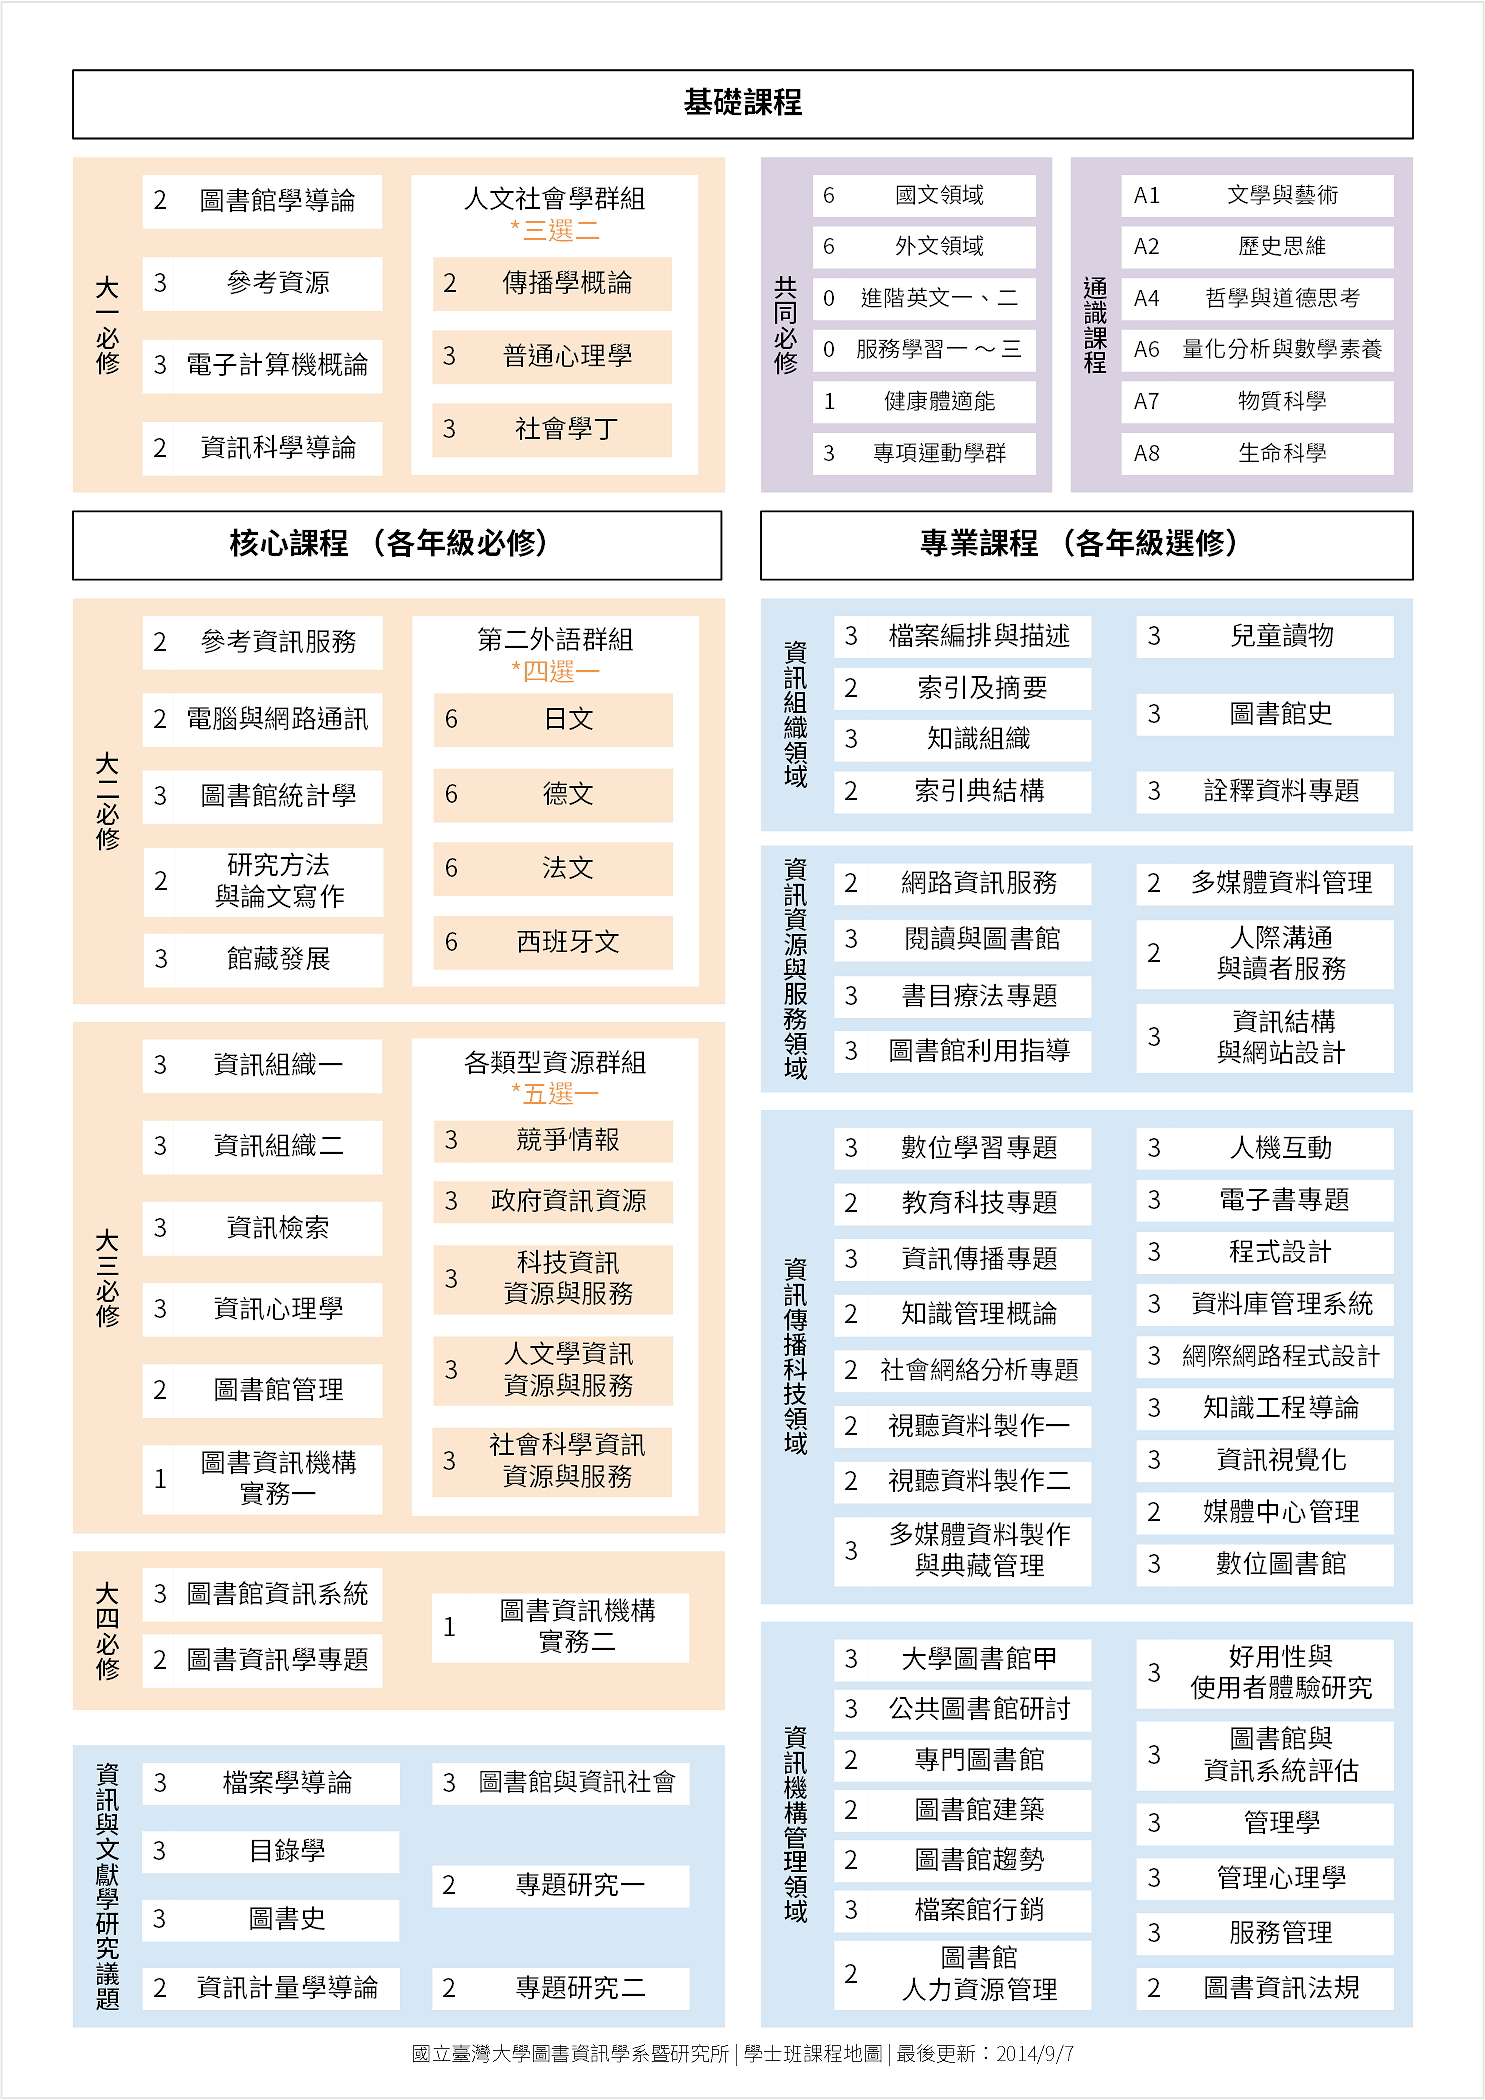 基礎課程
大一必修
2 圖書館學導論
3 參考資源
3 電子計算機概論
2 資訊科學導論
人文社會學群組
*三選二
2 傳播學概論
3 普通心理學
3 社會學丁
共同必修
6 國文領域
6 外文領域
0 進階英文一、二
0 服務學習一～三
1 健康體適能
3 專項運動學群
通識課程
A1 文學與藝術
A2 歷史思維
A4 哲學與道德思考
A6 量化分析與數學素養
A7 物質科學
A8 生命科學
核心課程 （各年級必修）
大二必修
2 參考資訊服務
2 電腦與網路通訊
3 圖書館統計學
2 研究方法
與論文寫作
3 館藏發展
第二外語群組
*四選一
6 日文
6 德文
6 法文
6 西班牙文
大三必修
3 資訊組織一
3 資訊組織二
3 資訊檢索
3 資訊心理學
2 圖書館管理
1 圖書資訊機構
實務一
各類型資源群組
*五選一
3 競爭情報
3 政府資訊資源
3 科技資訊
資源與服務
3 人文學資訊
資源與服務
3 社會科學資訊
資源與服務
大四必修
3 圖書館資訊系統
2 圖書資訊學專題
1 圖書資訊機構
實務二
資訊與文獻學研究議題
3 檔案學導論
3 目錄學
3 圖書史
2 資訊計量學導論
3 圖書館與資訊社會
2 專題研究一
2 專題研究二
專業課程 （各年級選修）
資訊組織領域
3 檔案編排與描述
2 索引及摘要
3 知識組織
2 索引典結構
3 兒童讀物
3 圖書館史
3 詮釋資料專題
資訊資源與服務領域
2 網路資訊服務
3 閱讀與圖書館
3 書目療法專題
3 圖書館利用指導
2 多媒體資料管理
2 人際溝通
與讀者服務
3 資訊結構
與網站設計
資訊傳播科技領域
3 數位學習專題
2 教育科技專題
3 資訊傳播專題
2 知識管理概論
2 社會網絡分析專題
2 視聽資料製作一
2 視聽資料製作二
3 多媒體資料製作
與典藏管理
3 人機互動
3 電子書專題
3 程式設計
3 資料庫管理系統
3 網際網路程式設計
3 知識工程導論
3 資訊視覺化
2 媒體中心管理
3 數位圖書館
資訊機構管理領域
3 大學圖書館甲
3 公共圖書館研討
2 專門圖書館
2 圖書館建築
2 圖書館趨勢
3 檔案館行銷
2 圖書館
人力資源管理
3 好用性與
使用者體驗研究
3 圖書館與
資訊系統評估
3 管理學
3 管理心理學
3 服務管理
2 圖書資訊法規
國立臺灣大學圖書資訊學系暨研究所 | 學士班課程地圖 | 最後更新：2014/9/7